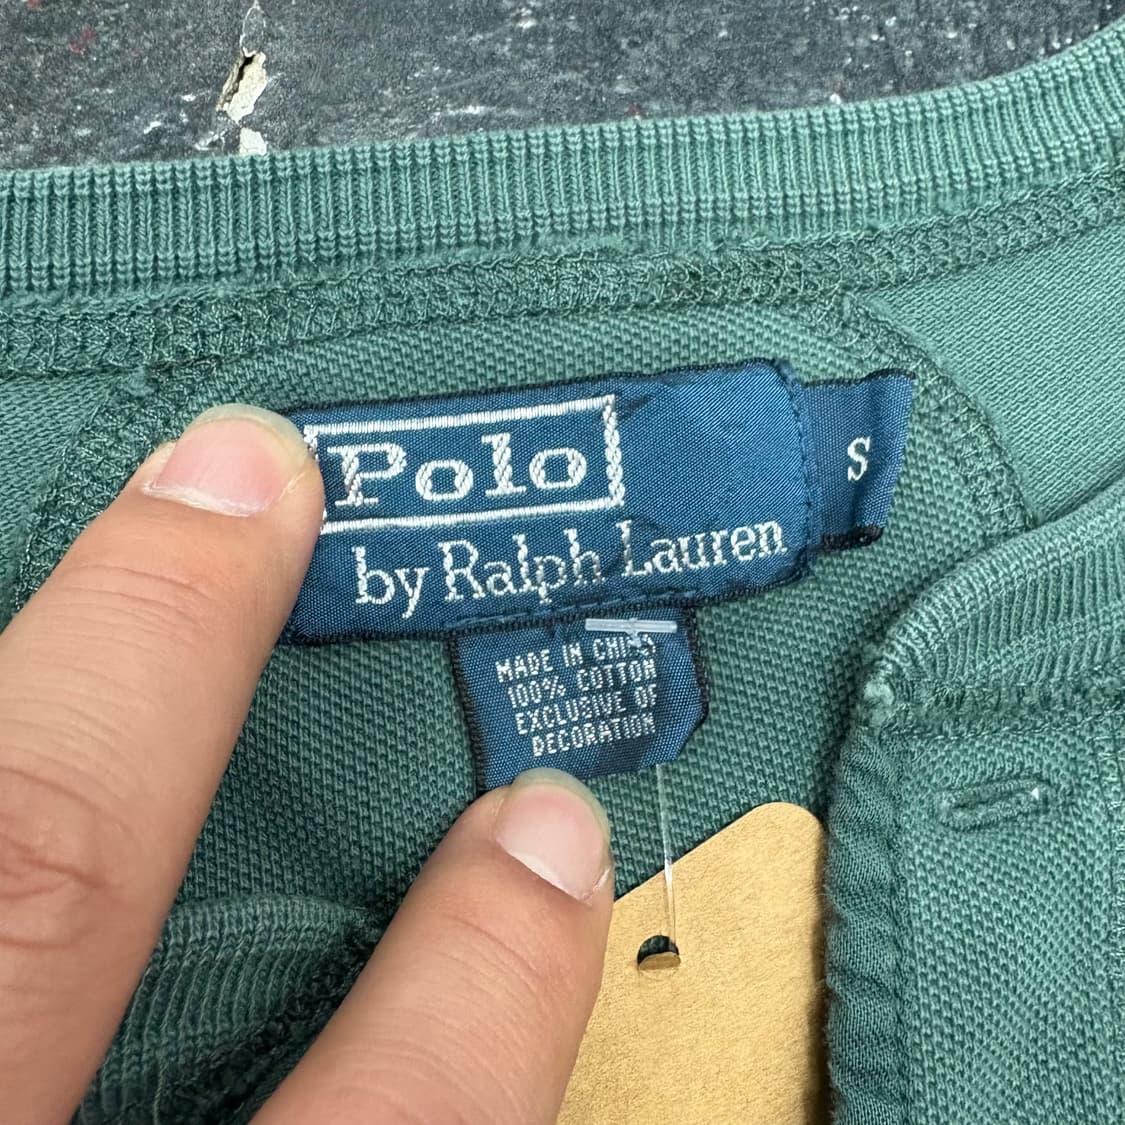 Polo
by Ralph Lauren
S
MADE IN CHINA
100% COTTON
EXCLUSIVE OF
DECORATION